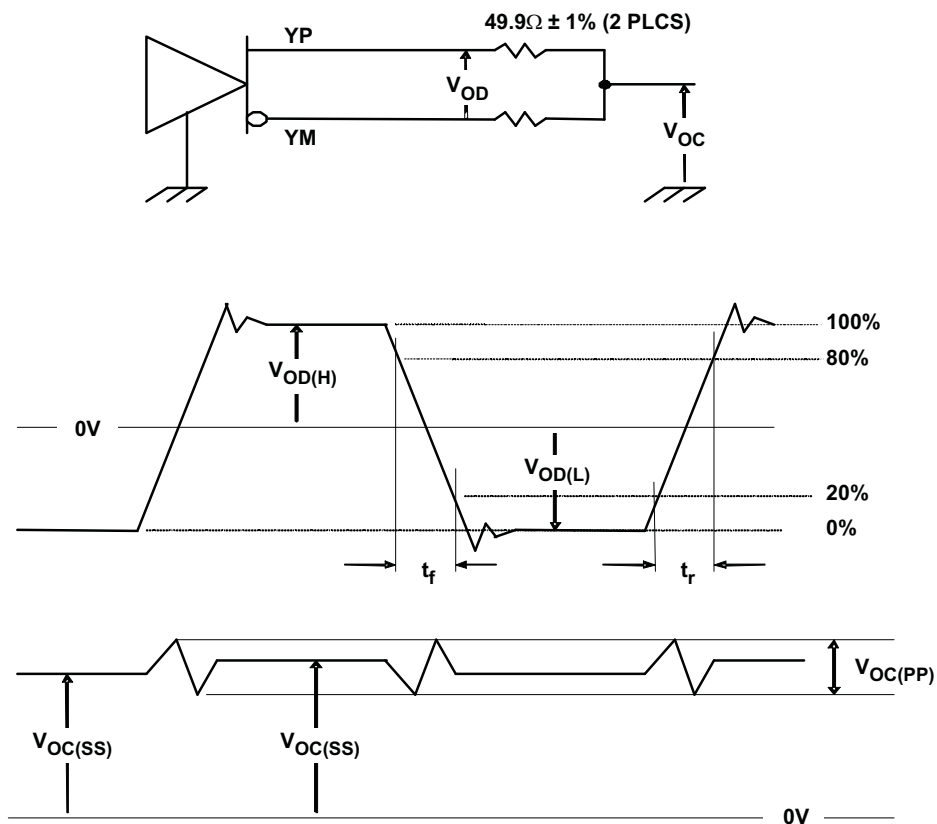 49.9Ω ± 1% (2 PLCS)
YP
VOD
YM
VOC
100%
80%
VOD(H)
0V
VOD(L)
20%
0%
tf
tr
VOC(PP)
VOC(SS)
VOC(SS)
0V